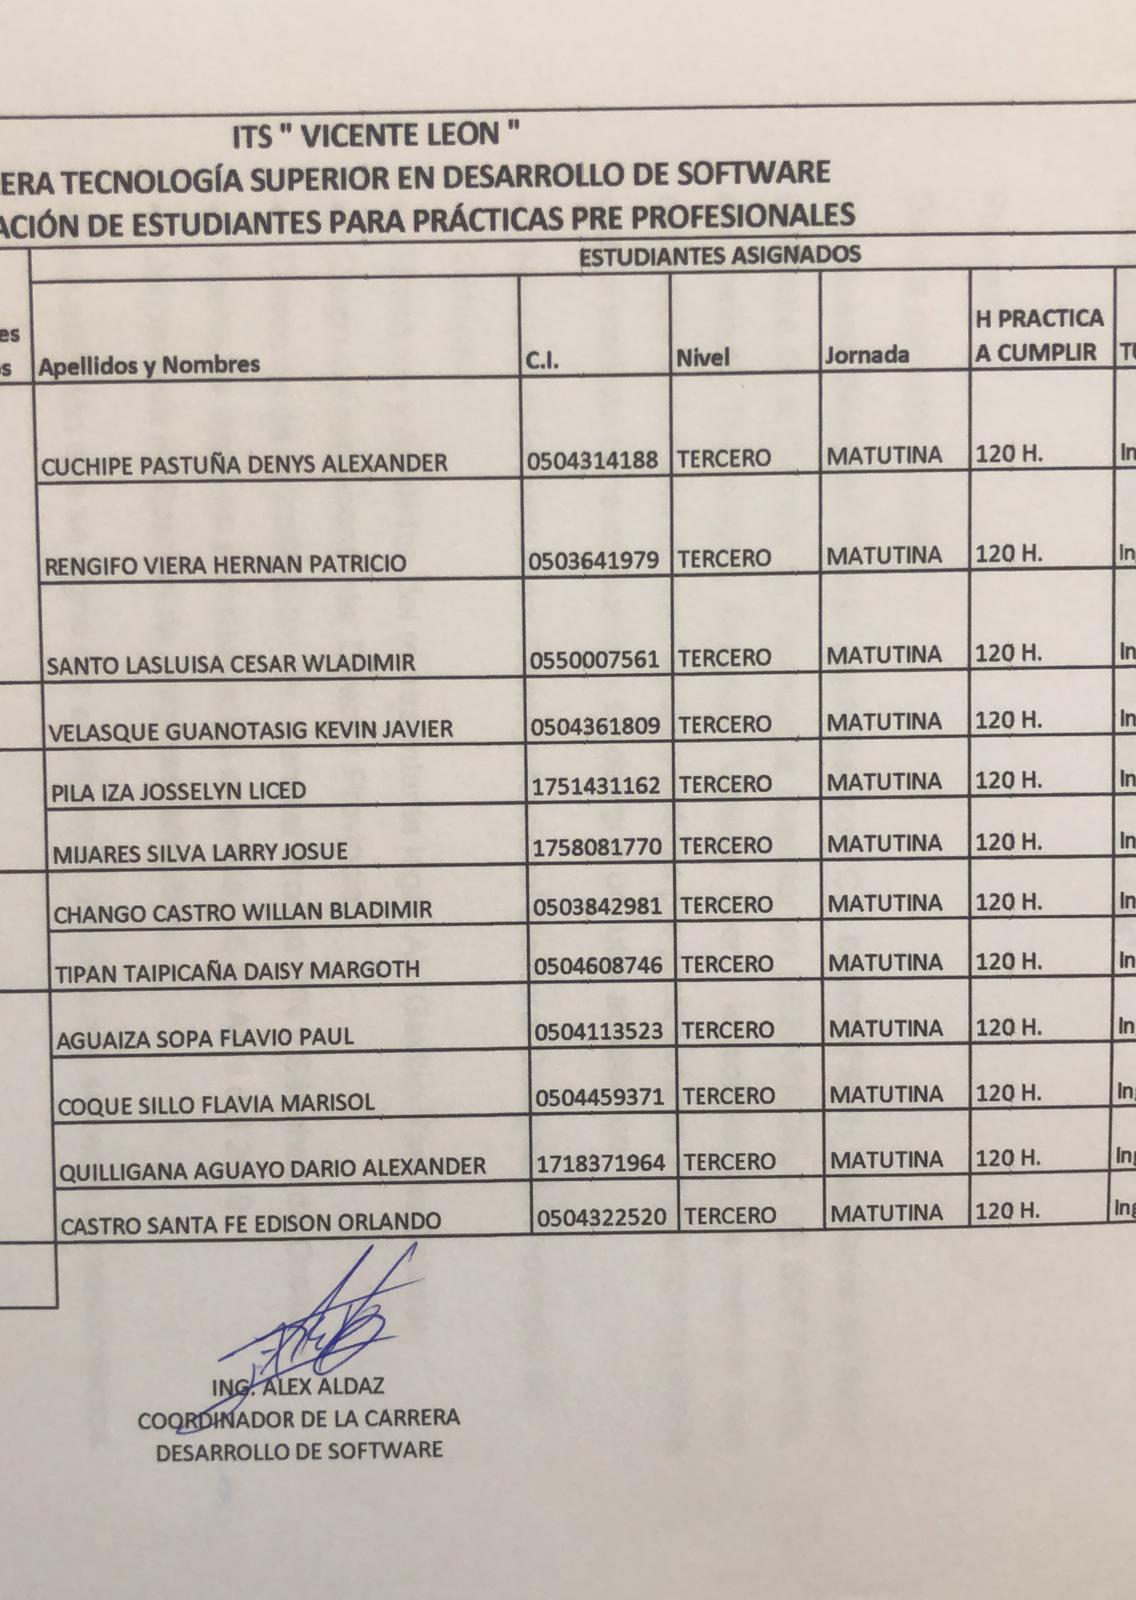 ITS " VICENTE LEON "
ERA TECNOLOGÍA SUPERIOR EN DESARROLLO DE SOFTWARE
ACIÓN DE ESTUDIANTES PARA PRÁCTICAS PRE PROFESIONALES
ESTUDIANTES ASIGNADOS
es
s Apellidos y Nombres C.I. Nivel Jornada H PRACTICA A CUMPLIR TU
CUCHIPE PASTUÑA DENYS ALEXANDER 0504314188 TERCERO MATUTINA 120 H. In
RENGIFO VIERA HERNAN PATRICIO 0503641979 TERCERO MATUTINA 120 H. In
SANTO LASLUISA CESAR WLADIMIR 0550007561 TERCERO MATUTINA 120 H. In
VELASQUE GUANOTASIG KEVIN JAVIER 0504361809 TERCERO MATUTINA 120 H. In
PILA IZA JOSSELYN LICED 1751431162 TERCERO MATUTINA 120 H. In
MIJARES SILVA LARRY JOSUE 1758081770 TERCERO MATUTINA 120 H. In
CHANGO CASTRO WILLAN BLADIMIR 0503842981 TERCERO MATUTINA 120 H. In
TIPAN TAIPICAÑA DAISY MARGOTH 0504608746 TERCERO MATUTINA 120 H. In
AGUAIZA SOPA FLAVIO PAUL 0504113523 TERCERO MATUTINA 120 H. In
COQUE SILLO FLAVIA MARISOL 0504459371 TERCERO MATUTINA 120 H. Ing
QUILLIGANA AGUAYO DARIO ALEXANDER 1718371964 TERCERO MATUTINA 120 H. Ing
CASTRO SANTA FE EDISON ORLANDO 0504322520 TERCERO MATUTINA 120 H. Ing
ING. ALEX ALDAZ
COORDINADOR DE LA CARRERA
DESARROLLO DE SOFTWARE